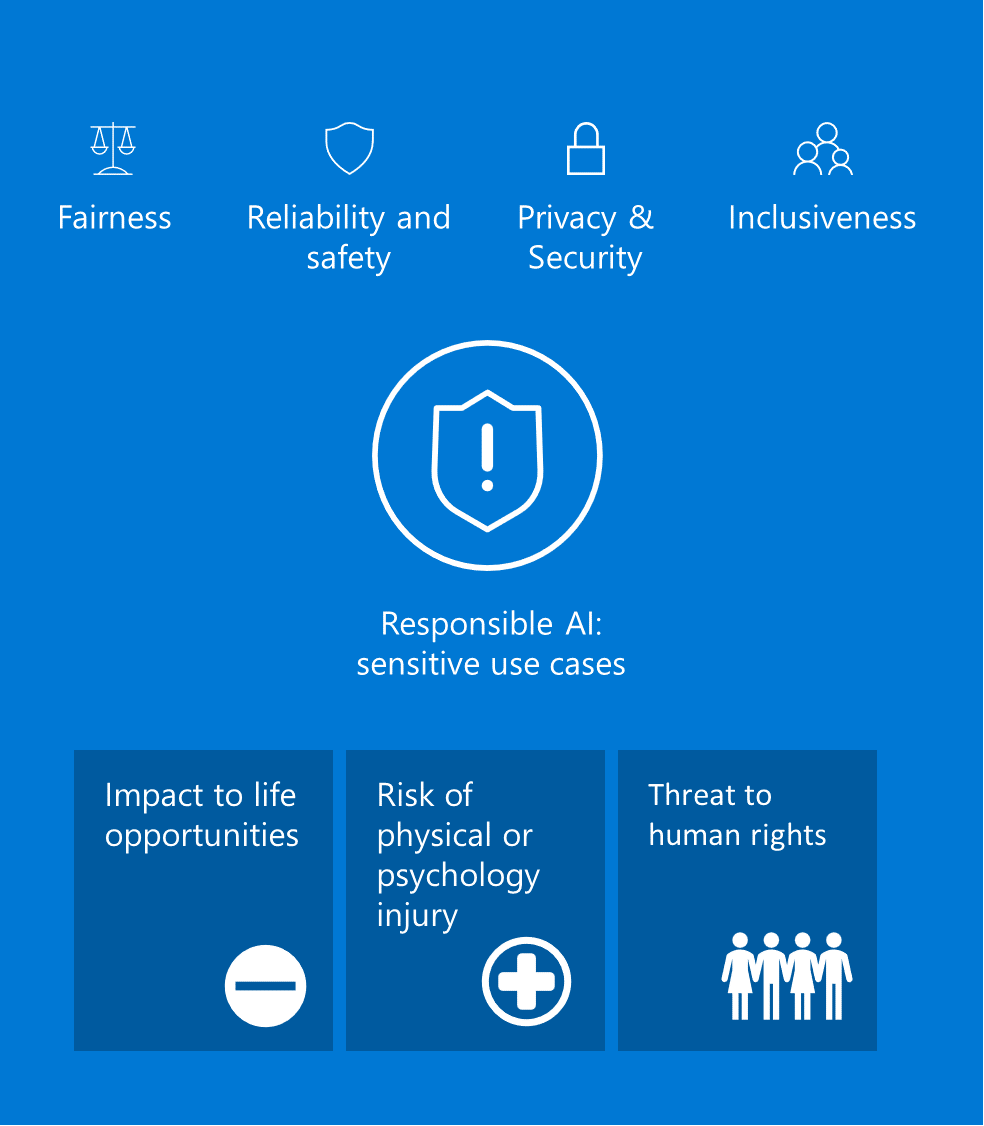 Fairness
Reliability and
safety
Privacy &
Security
Inclusiveness
Responsible AI:
sensitive use cases
Impact to life
opportunities
Risk of
physical or
psychology
injury
Threat to
human rights